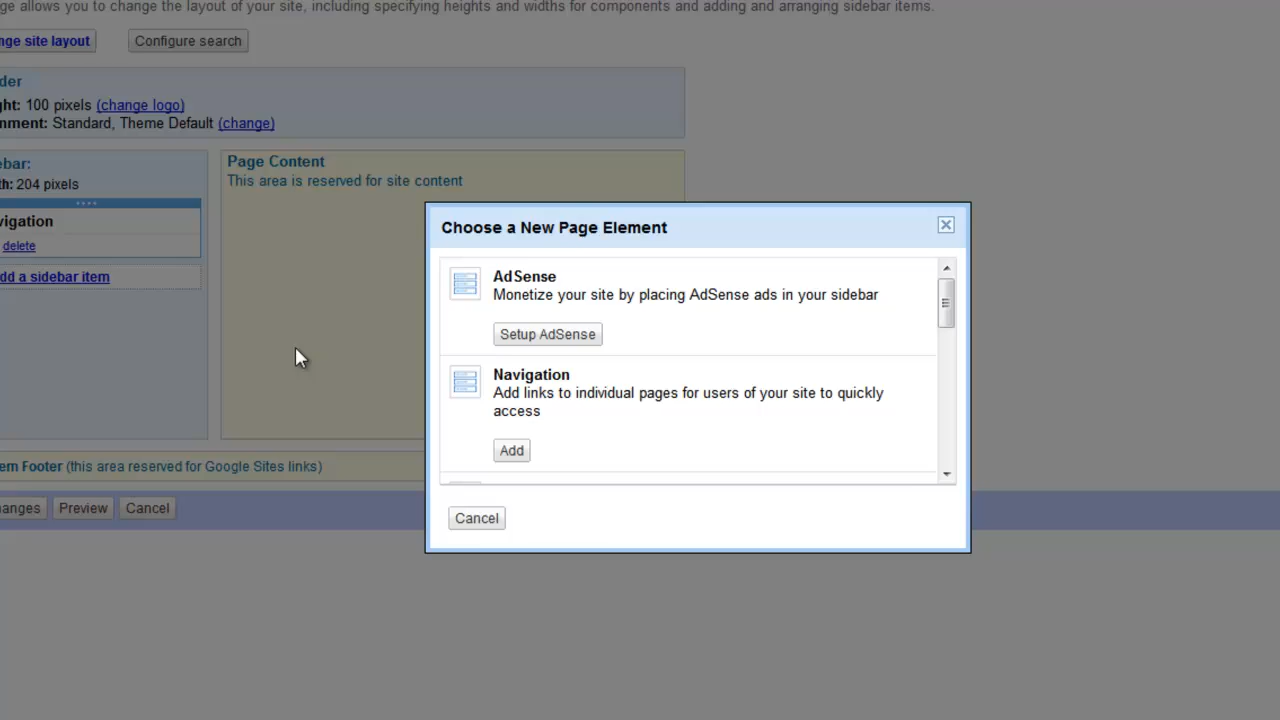 ge allows you to change the layout of your site, including specifying heights and widths for components and adding and arranging sidebar items.
nge site layout
Configure search
der
ht: 100 pixels (change logo)
nment: Standard, Theme Default (change)
ebar:
th: 204 pixels
vigation
delete
dd a sidebar item
Page Content
This area is reserved for site content
Choose a New Page Element
AdSense
Monetize your site by placing AdSense ads in your sidebar
Setup AdSense
Navigation
Add links to individual pages for users of your site to quickly
access
Add
Cancel
em Footer (this area reserved for Google Sites links)
anges
Preview
Cancel